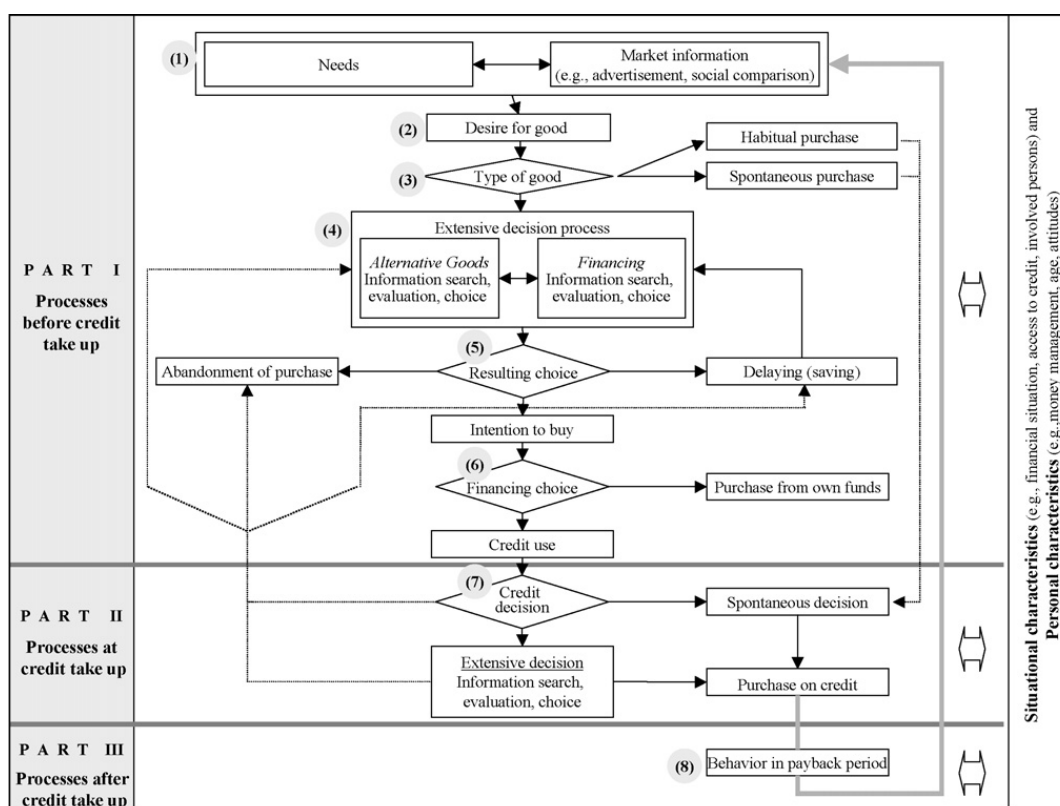 (1)
Needs
Market information
(e.g., advertisement, social comparison)
(2)
Desire for good
Habitual purchase
(3)
Type of good
Spontaneous purchase
(4)
Extensive decision process
Alternative Goods
Information search,
evaluation, choice
Financing
Information search,
evaluation, choice
P A R T I
Processes
before credit
take up
(5)
Abandonment of purchase
Resulting choice
Delaying (saving)
Intention to buy
(6)
Financing choice
Purchase from own funds
Credit use
(7)
Credit
decision
Spontaneous decision
P A R T II
Processes at
credit take up
Extensive decision
Information search,
evaluation, choice
Purchase on credit
P A R T III
Processes after
credit take up
(8)
Behavior in payback period
Situational characteristics (e.g., financial situation, access to credit, involved persons) and
Personal characteristics (e.g.,money management, age, attitudes)